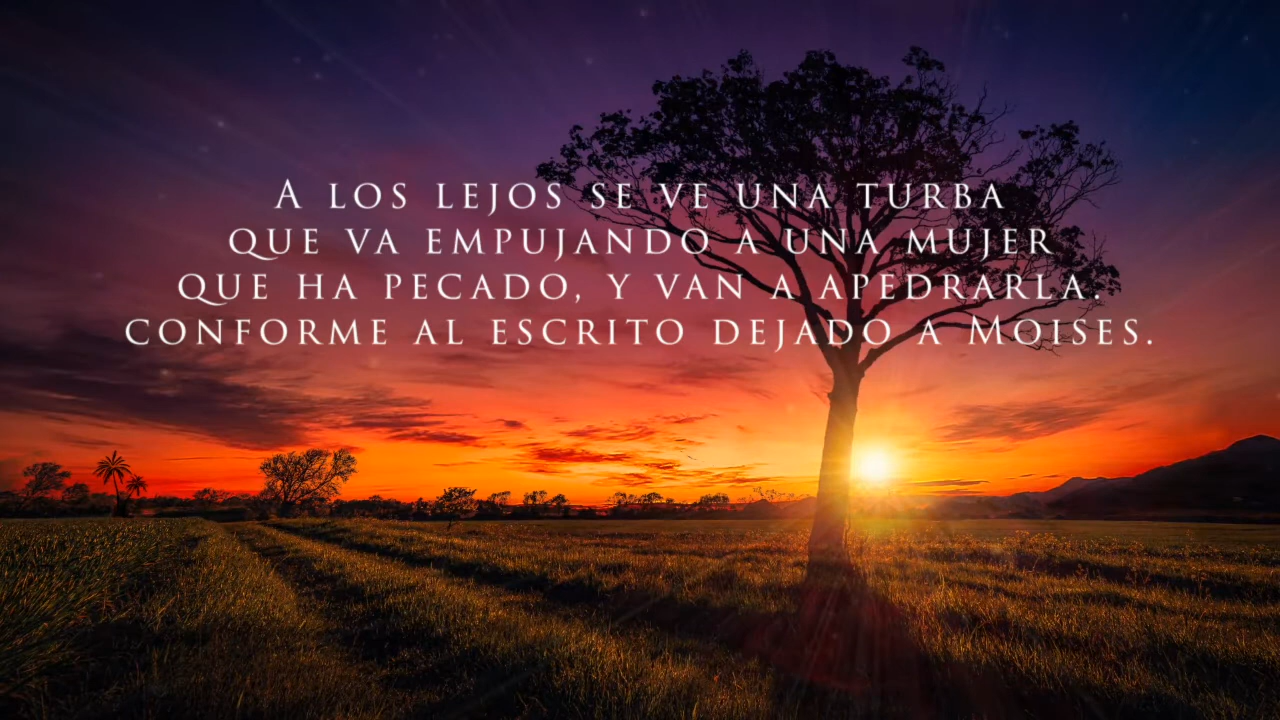 A los lejos se ve una turba
que va empujando a una mujer
que ha pecado, y van a apedrarla.
conforme al escrito dejado a Moises.